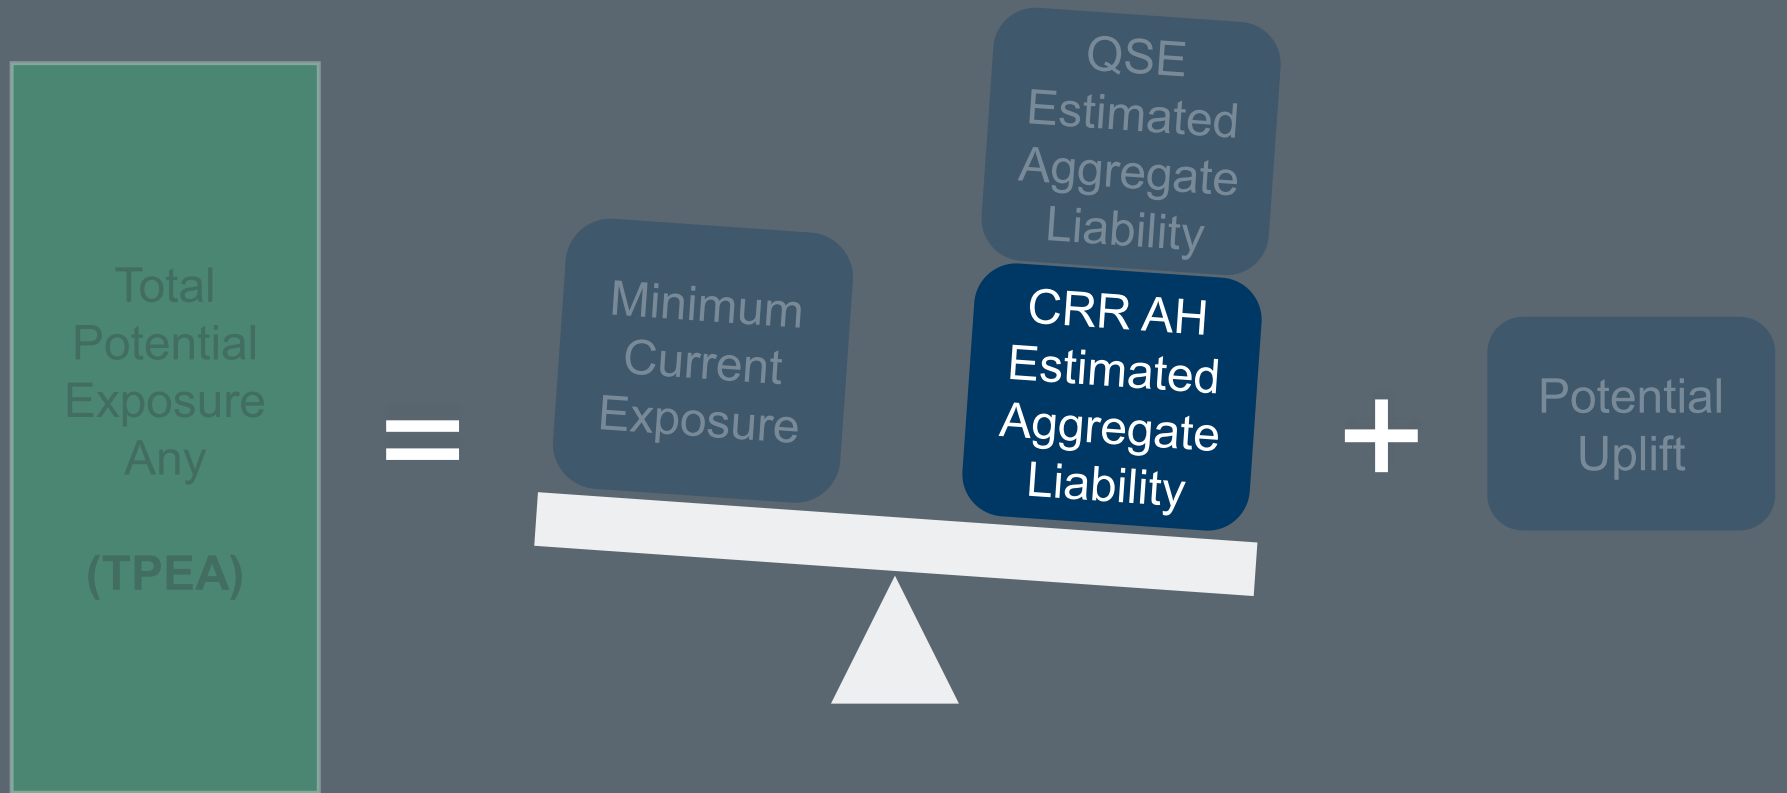 Total
Potential
Exposure
Any
(TPEA)
=
Minimum
Current
Exposure
QSE
Estimated
Aggregate
Liability
CRR AH
Estimated
Aggregate
Liability
+
Potential
Uplift